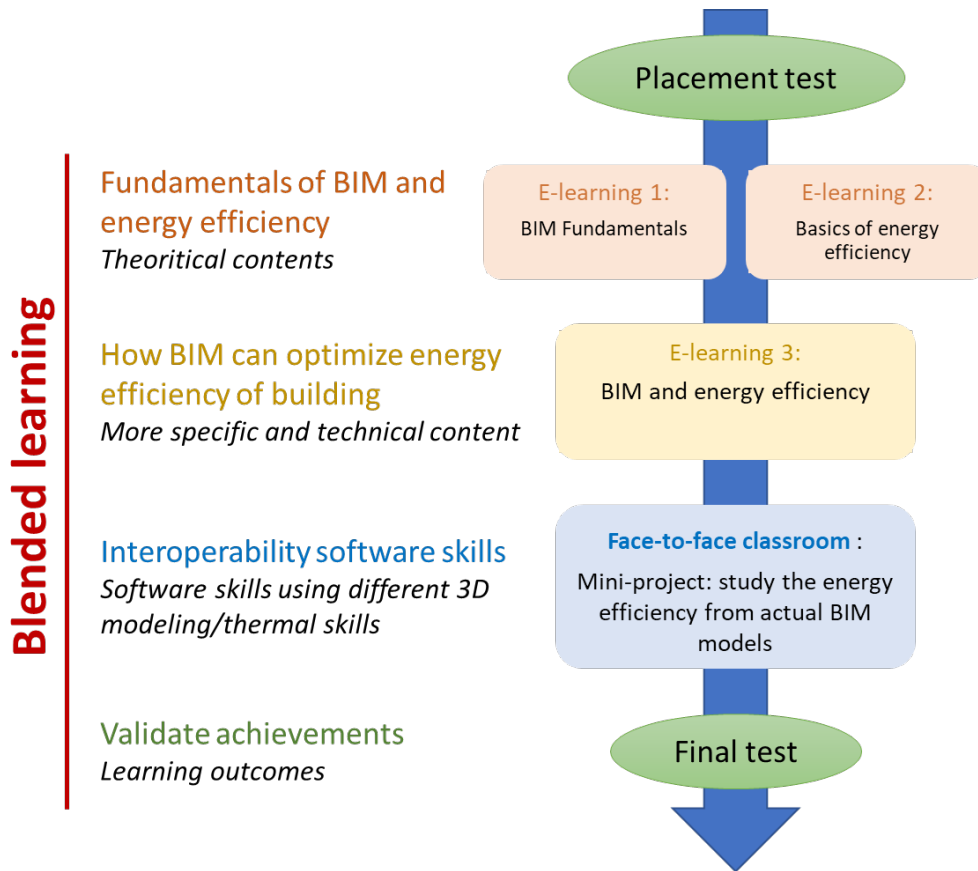 Placement test
Blended learning
Fundamentals of BIM and
energy efficiency
Theoritical contents
E-learning 1:
BIM Fundamentals
E-learning 2:
Basics of energy
efficiency
How BIM can optimize energy
efficiency of building
More specific and technical content
E-learning 3:
BIM and energy efficiency
Interoperability software skills
Software skills using different 3D
modeling/thermal skills
Face-to-face classroom :
Mini-project: study the energy
efficiency from actual BIM
models
Validate achievements
Learning outcomes
Final test